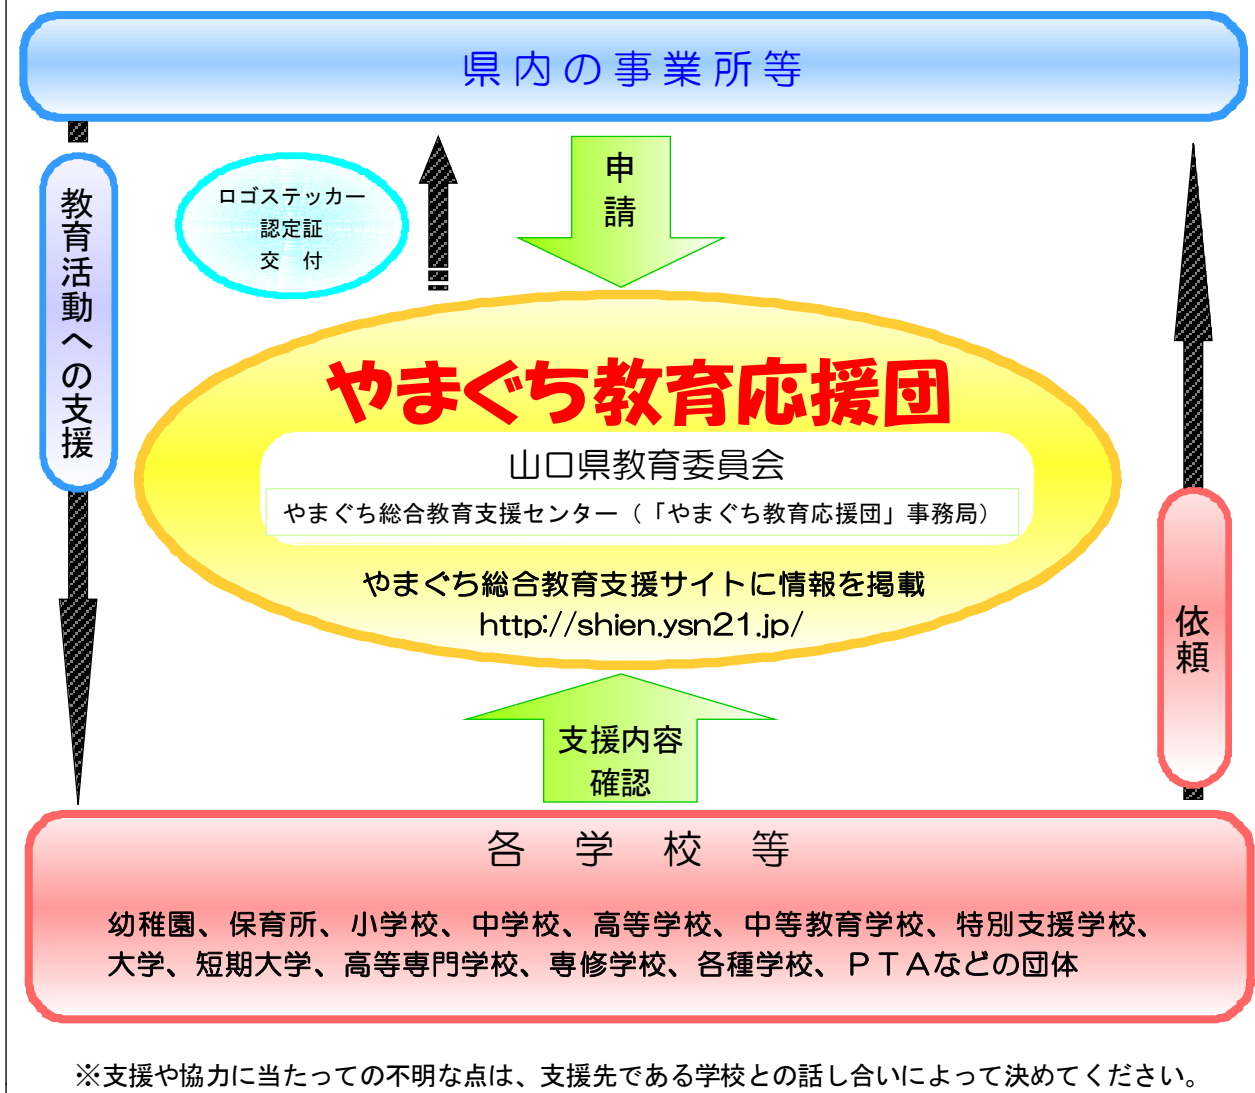 県内の事業所等
教育活動への支援
ロゴステッカー
認定証
交　付
申
請
やまぐち教育応援団
山口県教育委員会
やまぐち総合教育支援センター（「やまぐち教育応援団」事務局）
やまぐち総合教育支援サイトに情報を掲載
http://shien.ysn21.jp/
依頼
支援内容
確認
各　学　校　等
幼稚園、保育所、小学校、中学校、高等学校、中等教育学校、特別支援学校、
大学、短期大学、高等専門学校、専修学校、各種学校、ＰＴＡなどの団体
※支援や協力に当たっての不明な点は、支援先である学校との話し合いによって決めてください。